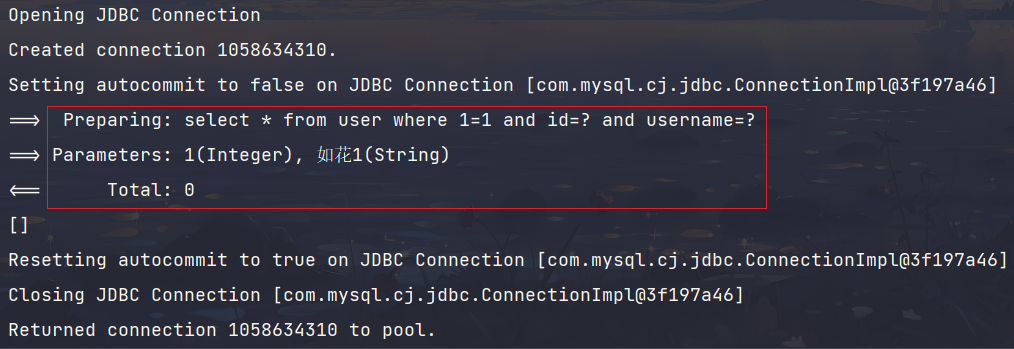 Opening JDBC Connection
Created connection 1058634310.
Setting autocommit to false on JDBC Connection [com.mysql.cj.jdbc.ConnectionImpl@3f197a46]
==> Preparing: select * from user where 1=1 and id=? and username=?
==> Parameters: 1(Integer), 如花1(String)
<== Total: 0
[]
Resetting autocommit to true on JDBC Connection [com.mysql.cj.jdbc.ConnectionImpl@3f197a46]
Closing JDBC Connection [com.mysql.cj.jdbc.ConnectionImpl@3f197a46]
Returned connection 1058634310 to pool.